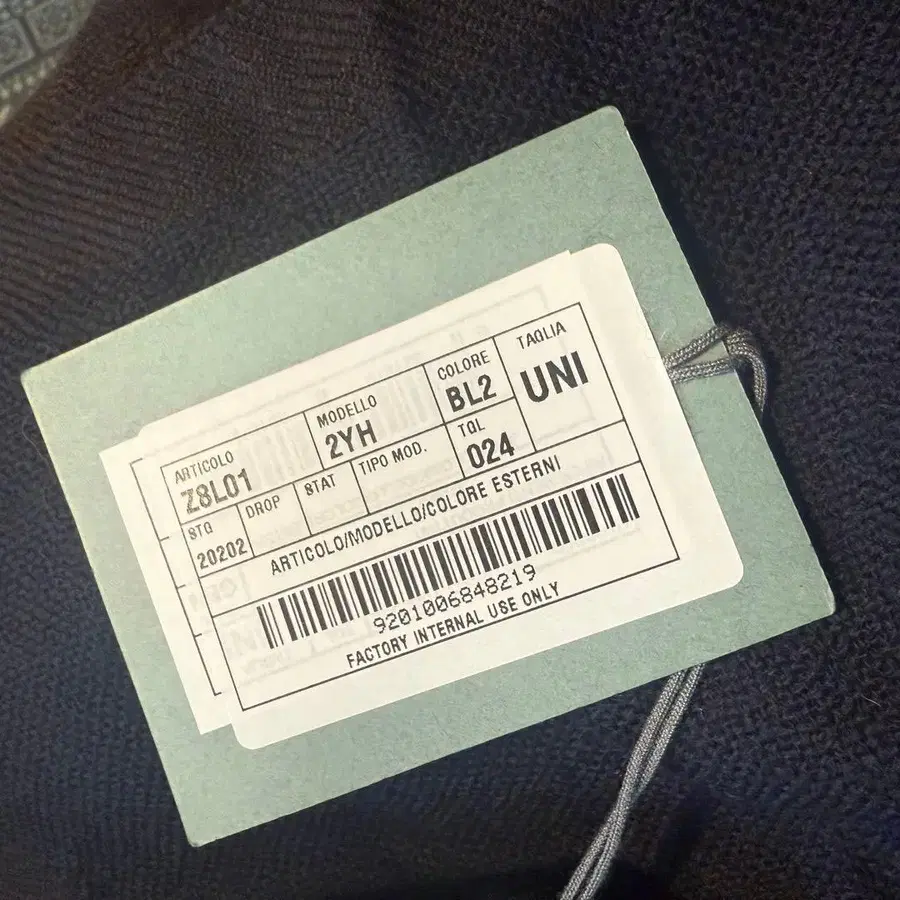 ARTICOLO MODELLO COLORE TAGLIA
Z8L01 2YH BL2 UNI
STG DROP STAT TIPO MOD. TGL
20202 024
ARTICOLO/MODELLO/COLORE ESTERNI
9201006848219
FACTORY INTERNAL USE ONLY